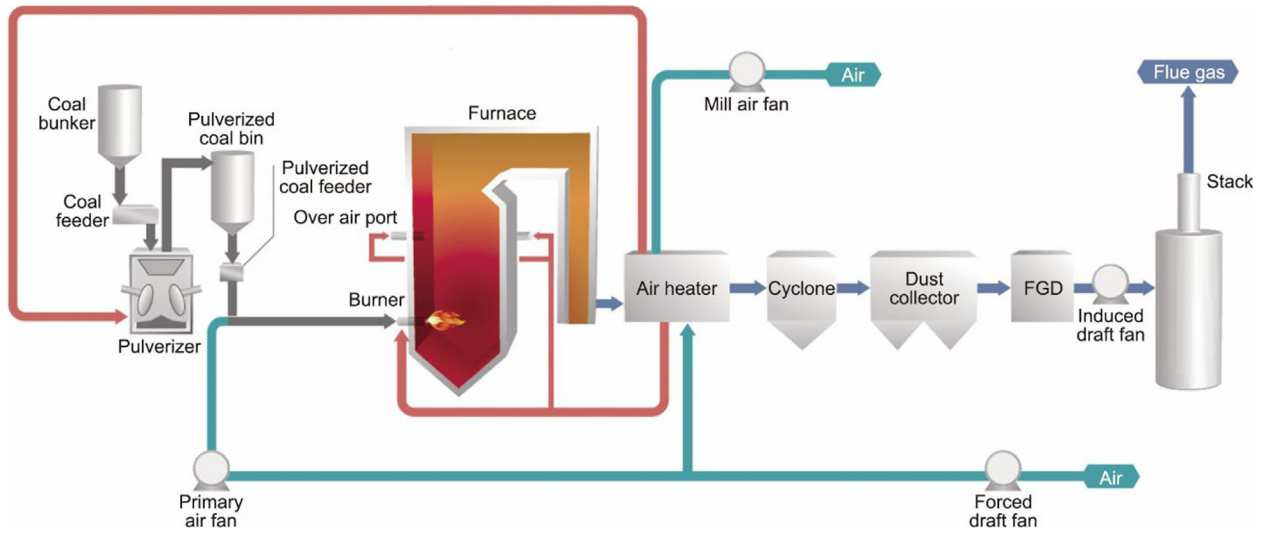 Coal
bunker
Pulverized
coal bin
Furnace
Mill air fan
Air
Flue gas
Pulverized
coal feeder
Coal
feeder
Over air port
Stack
Burner
Air heater
Cyclone
Dust
collector
FGD
Induced
draft fan
Pulverizer
Primary
air fan
Forced
draft fan
Air